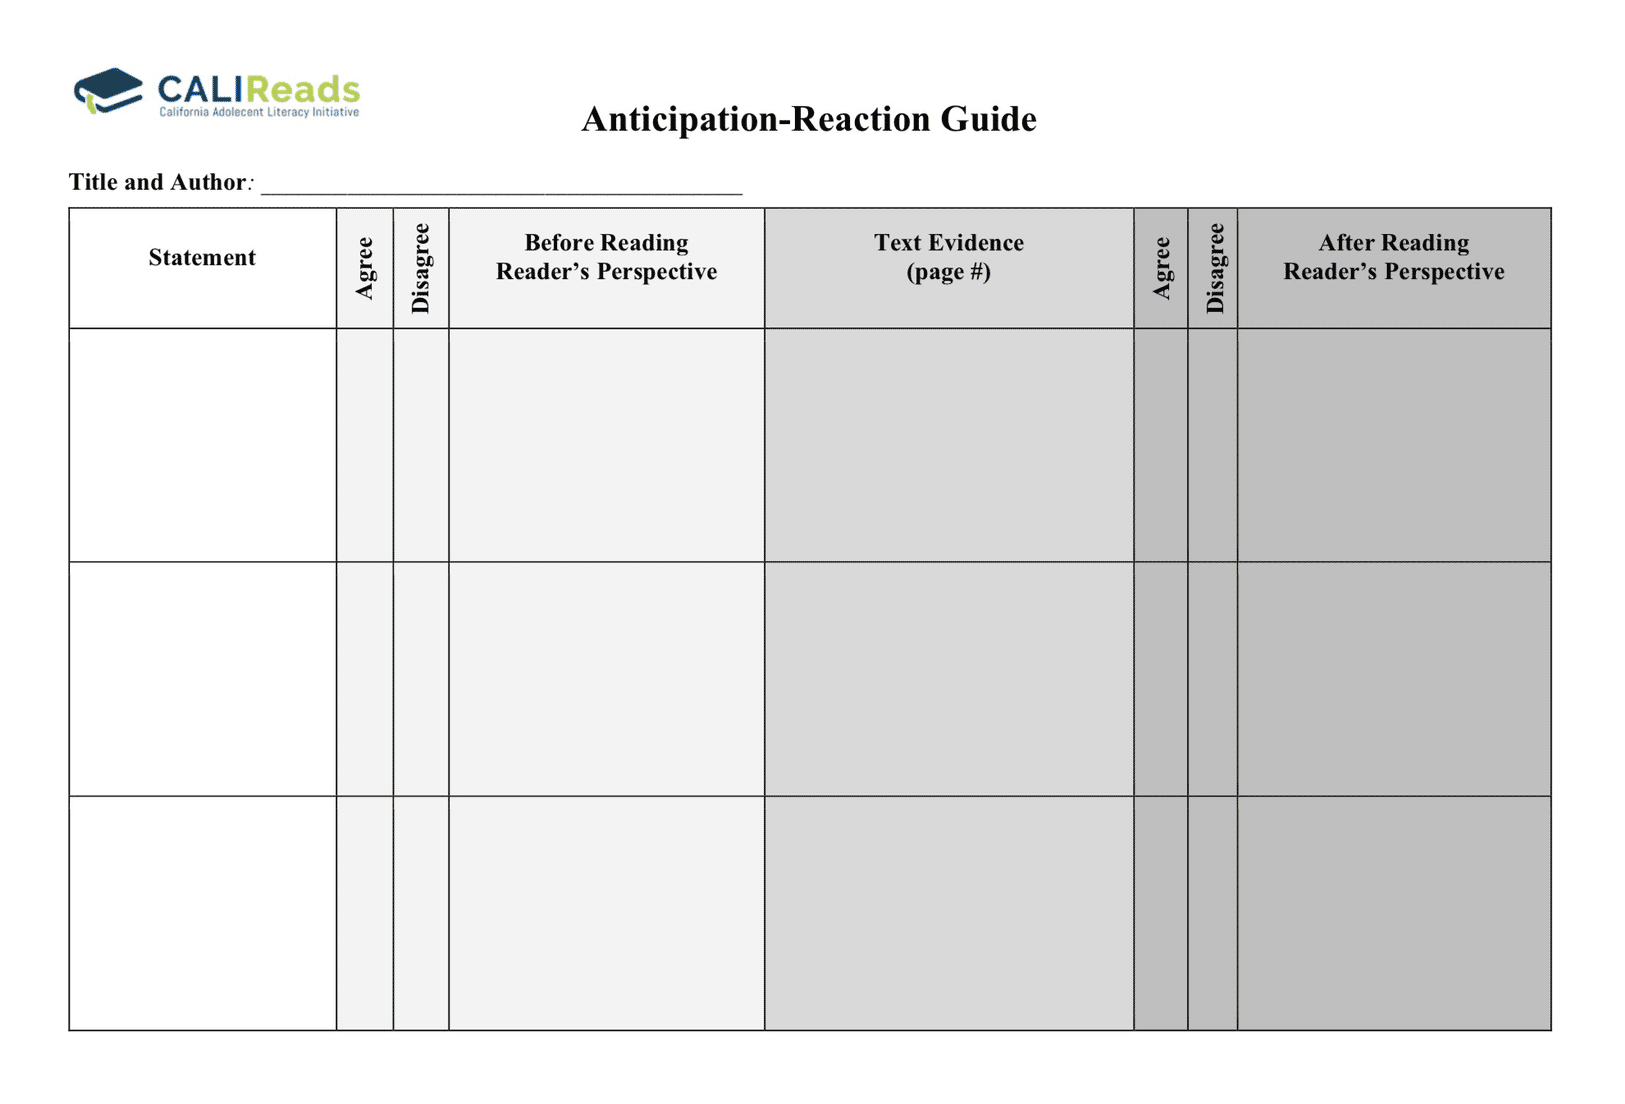 CALIReads
California Adolecent Literacy Initiative
Anticipation-Reaction Guide
Title and Author: ________________________________________
Statement
Agree
Disagree
Before Reading
Reader’s Perspective
Text Evidence
(page #)
Agree
Disagree
After Reading
Reader’s Perspective